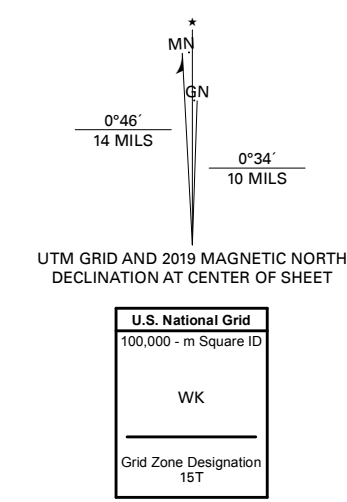 ★
MN
GN
0°46´
14 MILS
0°34´
10 MILS
UTM GRID AND 2019 MAGNETIC NORTH
DECLINATION AT CENTER OF SHEET
U.S. National Grid
100,000 - m Square ID
WK
Grid Zone Designation
15T